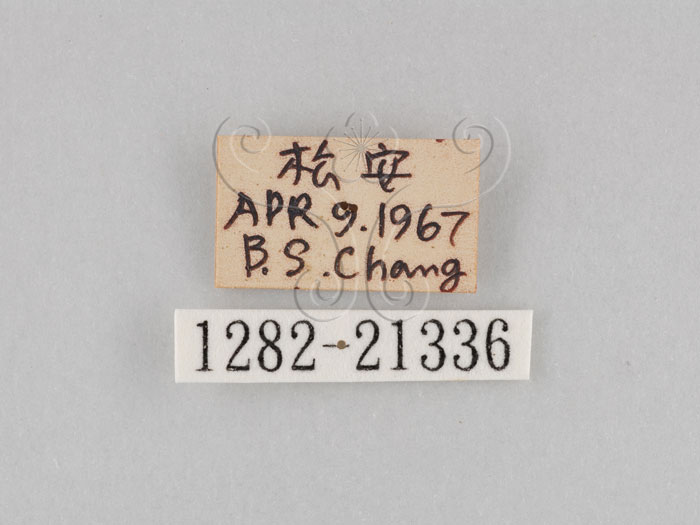 松安
APR 9.1967
B.S.Chang
1282-21336